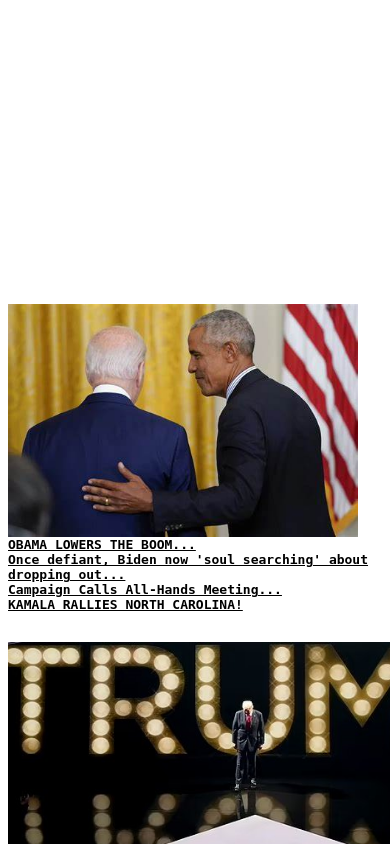 OBAMA LOWERS THE BOOM...
Once defiant, Biden now 'soul searching' about
dropping out...
Campaign Calls All-Hands Meeting...
KAMALA RALLIES NORTH CAROLINA!
TRUM